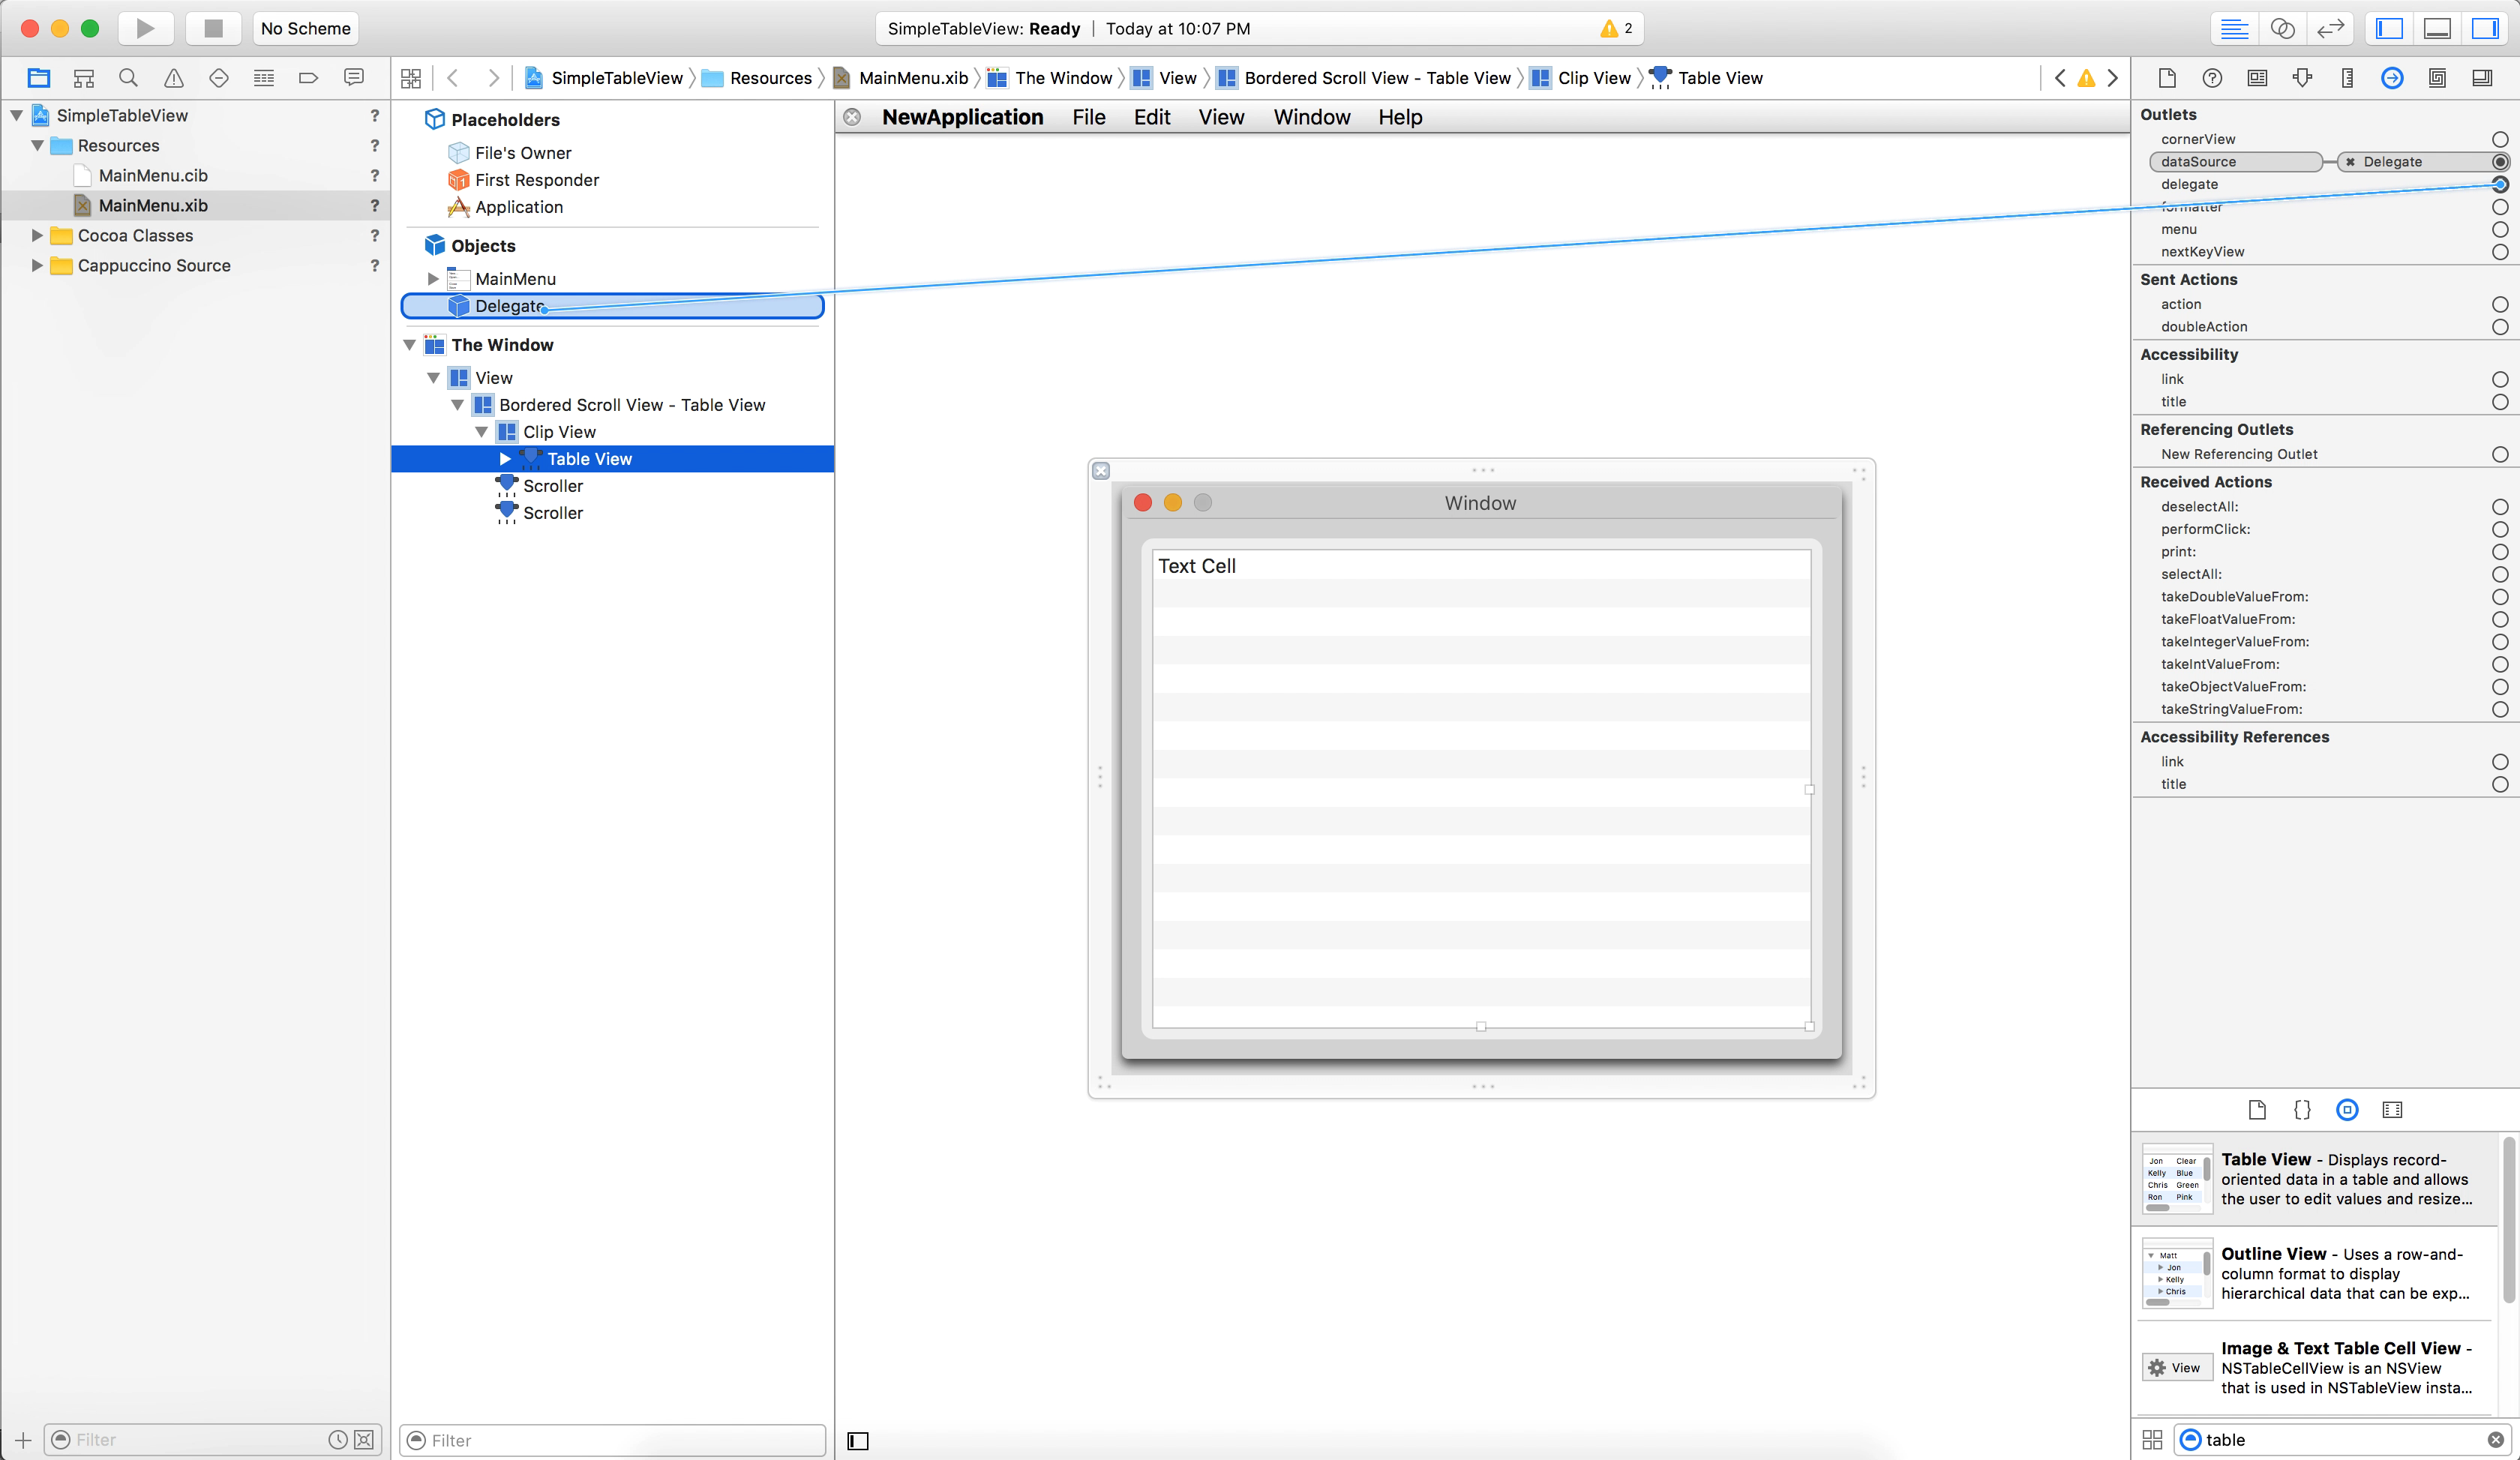 No Scheme
SimpleTableView: Ready | Today at 10:07 PM
2
SimpleTableView
Resources
MainMenu.xib
The Window
View
Bordered Scroll View - Table View
Clip View
Table View
SimpleTableView ?
Resources ?
MainMenu.cib ?
MainMenu.xib ?
Cocoa Classes ?
Cappuccino Source ?
Filter
Placeholders
File's Owner
First Responder
Application
Objects
MainMenu
Delegate
The Window
View
Bordered Scroll View - Table View
Clip View
Table View
Scroller
Scroller
Filter
NewApplication File Edit View Window Help
Window
Text Cell
Outlets
cornerView
dataSource Delegate
delegate
formatter
menu
nextKeyView
Sent Actions
action
doubleAction
Accessibility
link
title
Referencing Outlets
New Referencing Outlet
Received Actions
deselectAll:
performClick:
print:
selectAll:
takeDoubleValueFrom:
takeFloatValueFrom:
takeIntegerValueFrom:
takeIntValueFrom:
takeObjectValueFrom:
takeStringValueFrom:
Accessibility References
link
title
{}
Jon Clear
Kelly Blue
Chris Green
Ron Pink
Table View - Displays record-
oriented data in a table and allows
the user to edit values and resize...
Matt
Jon
Kelly
Chris
Outline View - Uses a row-and-
column format to display
hierarchical data that can be exp...
View
Image & Text Table Cell View -
NSTableCellView is an NSView
that is used in NSTableView insta...
table